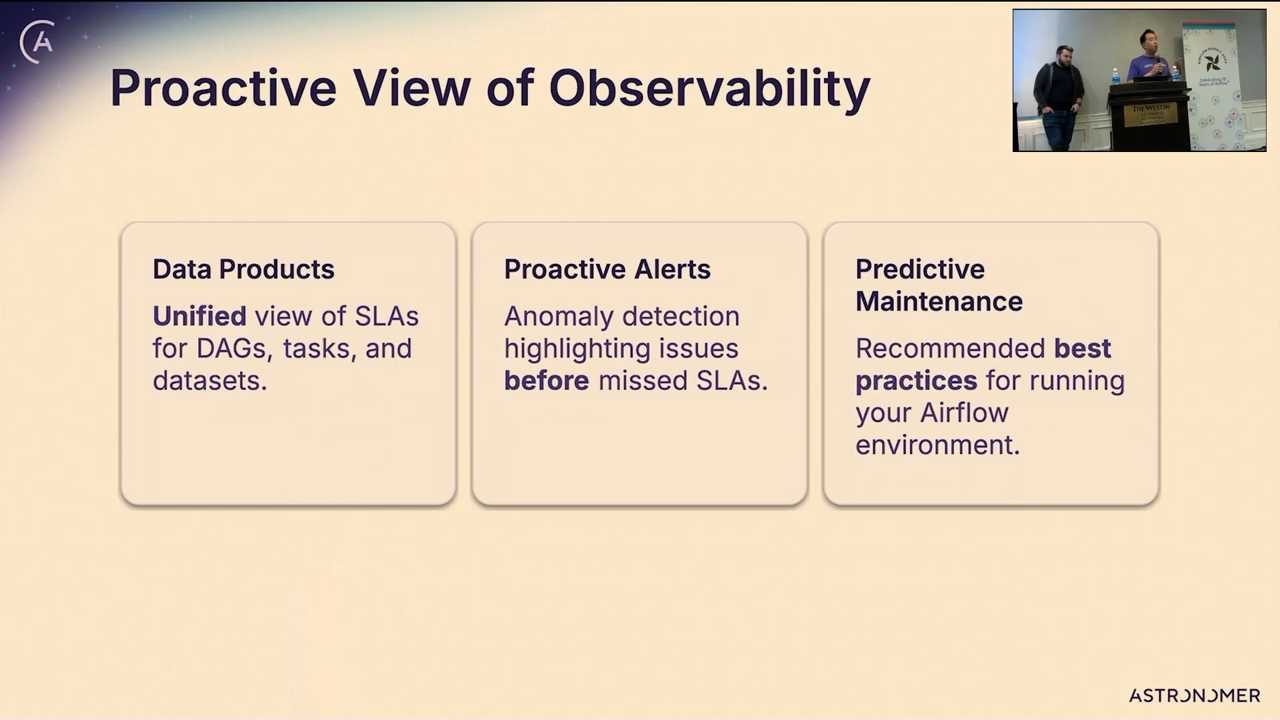 A
Proactive View of Observability
Data Products
Unified view of SLAs
for DAGs, tasks, and
datasets.
Proactive Alerts
Anomaly detection
highlighting issues
before missed SLAs.
Predictive
Maintenance
Recommended best
practices for running
your Airflow
environment.
THE WESTIN
ASTRONOMER